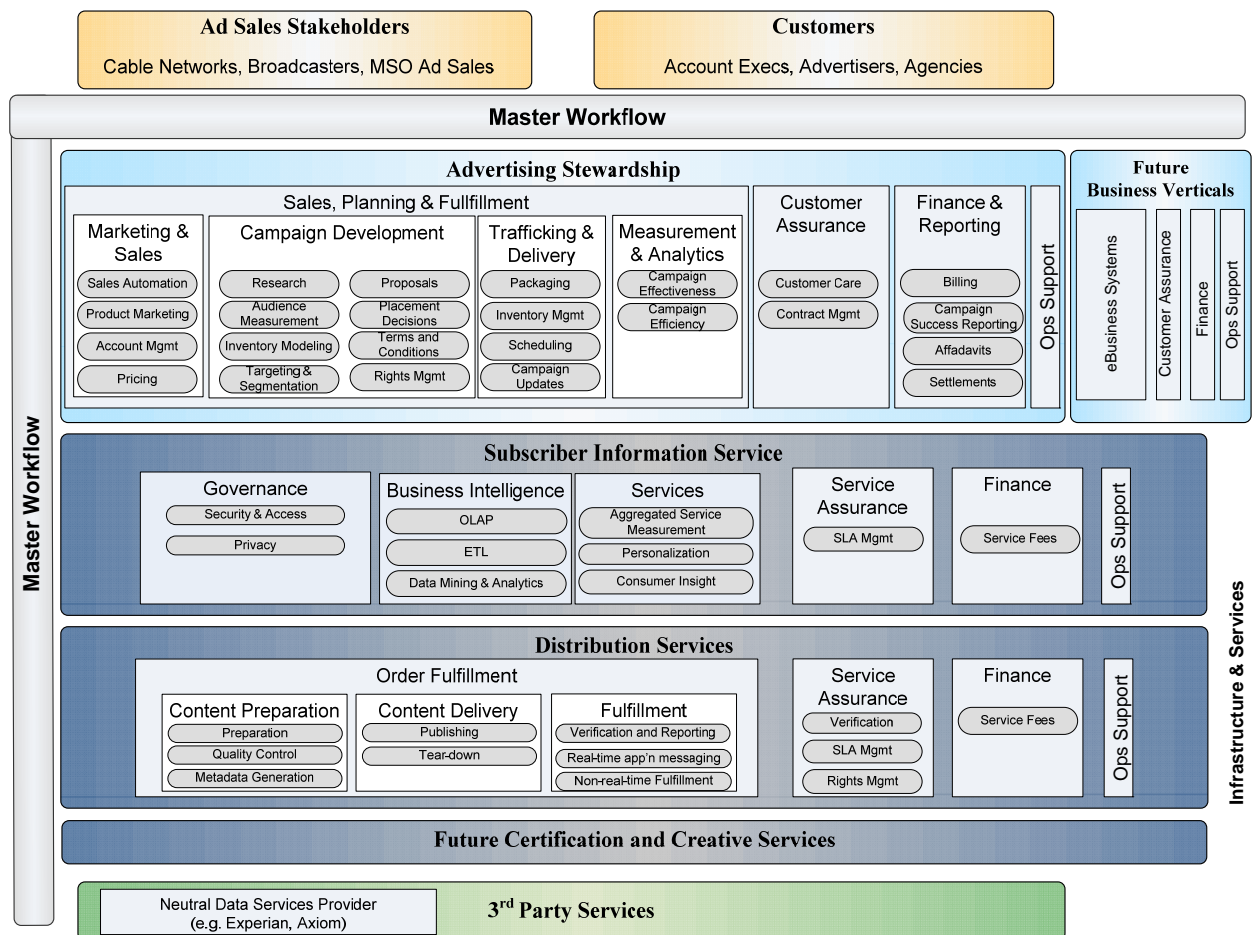 Ad Sales Stakeholders
Cable Networks, Broadcasters, MSO Ad Sales
Customers
Account Execs, Advertisers, Agencies
Master Workflow
Master Workflow
Advertising Stewardship
Sales, Planning & Fullfillment
Marketing &
Sales
Sales Automation
Product Marketing
Account Mgmt
Pricing
Campaign Development
Research
Audience
Measurement
Inventory Modeling
Targeting &
Segmentation
Proposals
Placement
Decisions
Terms and
Conditions
Rights Mgmt
Trafficking &
Delivery
Packaging
Inventory Mgmt
Scheduling
Campaign
Updates
Measurement
& Analytics
Campaign
Effectiveness
Campaign
Efficiency
Customer
Assurance
Customer Care
Contract Mgmt
Finance &
Reporting
Billing
Campaign
Success Reporting
Affadavits
Settlements
Ops Support
Future
Business Verticals
eBusiness Systems
Customer Assurance
Finance
Ops Support
Subscriber Information Service
Governance
Security & Access
Privacy
Business Intelligence
OLAP
ETL
Data Mining & Analytics
Services
Aggregated Service
Measurement
Personalization
Consumer Insight
Service
Assurance
SLA Mgmt
Finance
Service Fees
Ops Support
Distribution Services
Order Fulfillment
Content Preparation
Preparation
Quality Control
Metadata Generation
Content Delivery
Publishing
Tear-down
Fulfillment
Verification and Reporting
Real-time app'n messaging
Non-real-time Fulfillment
Service
Assurance
Verification
SLA Mgmt
Rights Mgmt
Finance
Service Fees
Ops Support
Infrastructure & Services
Future Certification and Creative Services
Neutral Data Services Provider
(e.g. Experian, Axiom)
3rd Party Services